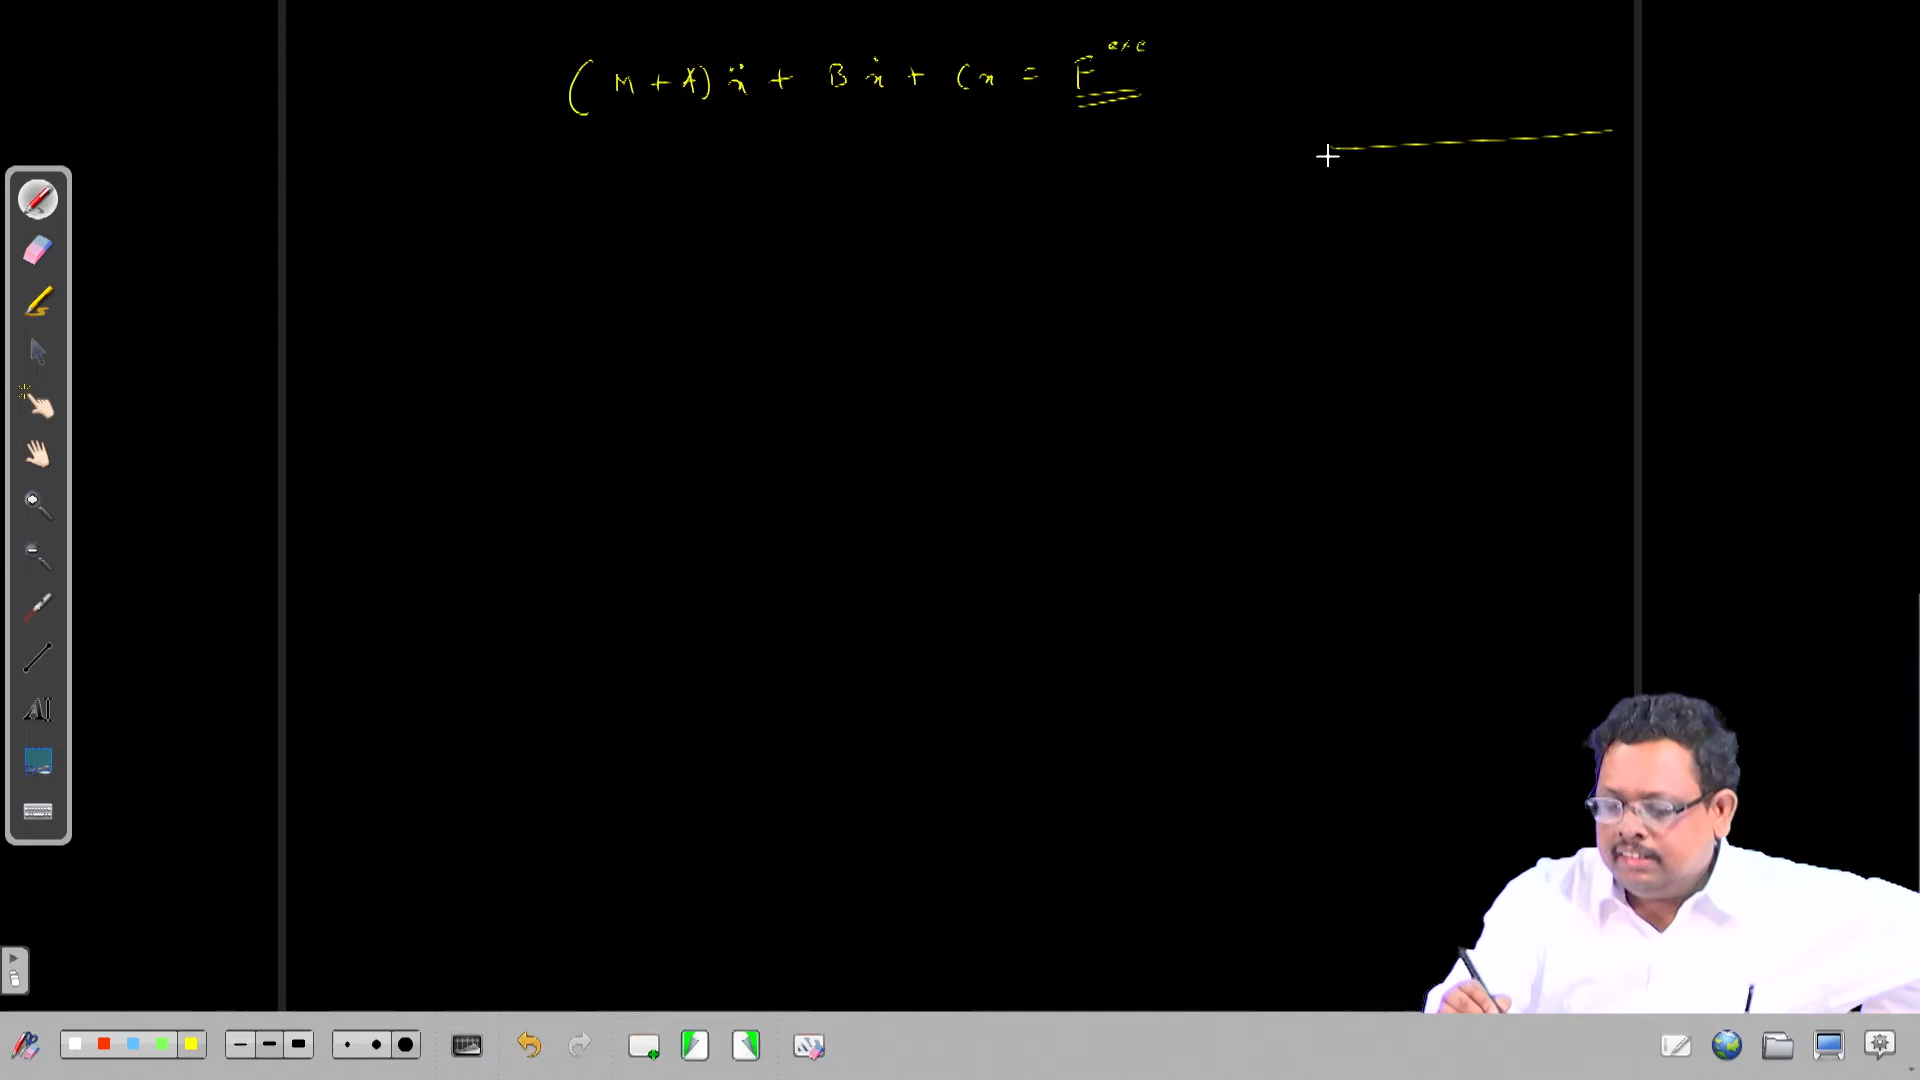 (M + A) ẍ + B ẋ + C x = F^exc